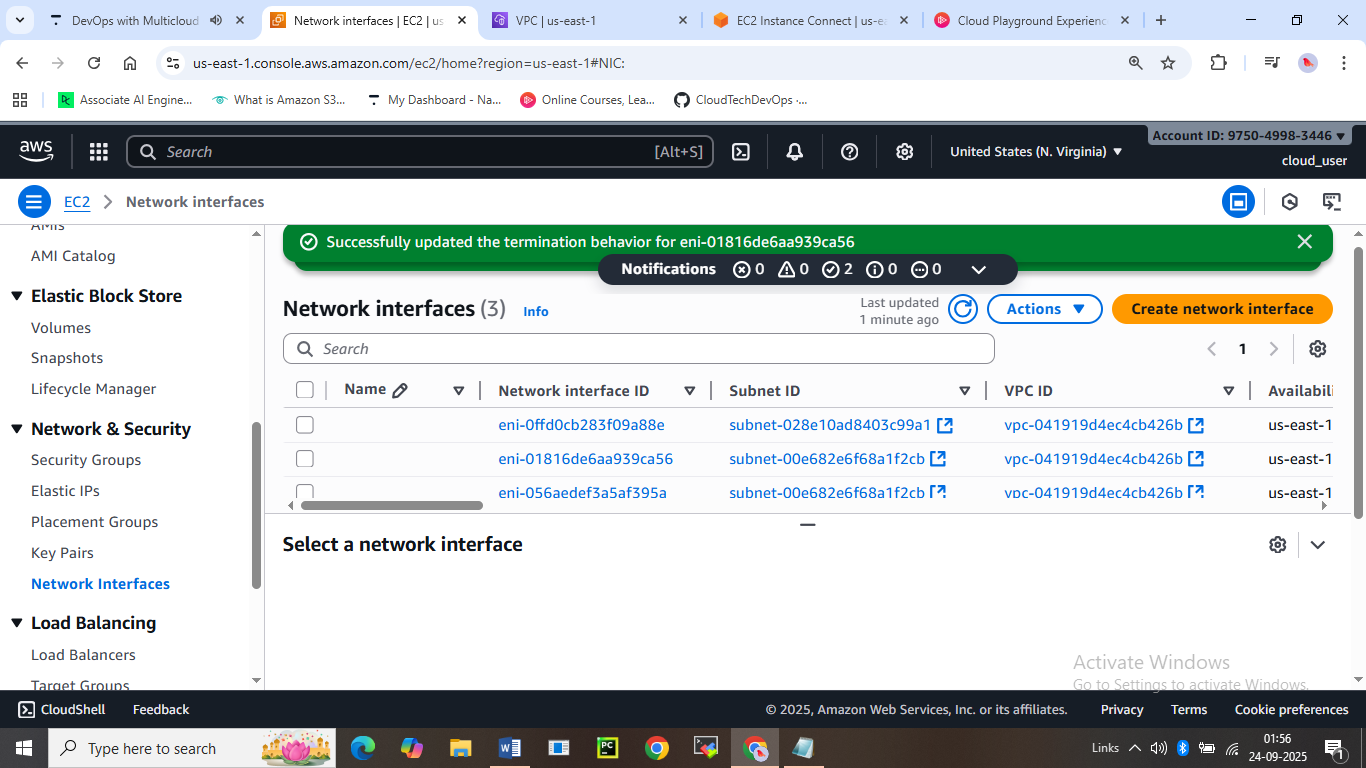 DevOps with Multicloud
Network interfaces | EC2 | us
VPC | us-east-1
EC2 Instance Connect | us-e
Cloud Playground Experienc
us-east-1.console.aws.amazon.com/ec2/home?region=us-east-1#NIC:
Associate AI Engine...
What is Amazon S3...
My Dashboard - Na...
Online Courses, Lea...
CloudTechDevOps -...
aws
Search
[Alt+S]
United States (N. Virginia)
Account ID: 9750-4998-3446
cloud_user
EC2
Network interfaces
AMIs
AMI Catalog
Elastic Block Store
Volumes
Snapshots
Lifecycle Manager
Network & Security
Security Groups
Elastic IPs
Placement Groups
Key Pairs
Network Interfaces
Load Balancing
Load Balancers
Target Groups
Successfully updated the termination behavior for eni-01816de6aa939ca56
Notifications 0 0 2 0 0
Network interfaces (3) Info
Last updated
1 minute ago
Actions
Create network interface
Search
1
Name Network interface ID Subnet ID VPC ID Availabili
eni-0ffd0cb283f09a88e subnet-028e10ad8403c99a1 vpc-041919d4ec4cb426b us-east-1
eni-01816de6aa939ca56 subnet-00e682e6f68a1f2cb vpc-041919d4ec4cb426b us-east-1
eni-056aedef3a5af395a subnet-00e682e6f68a1f2cb vpc-041919d4ec4cb426b us-east-1
Select a network interface
Activate Windows
Go to Settings to activate Windows.
CloudShell
Feedback
© 2025, Amazon Web Services, Inc. or its affiliates.
Privacy
Terms
Cookie preferences
Type here to search
Links
01:56
24-09-2025
1